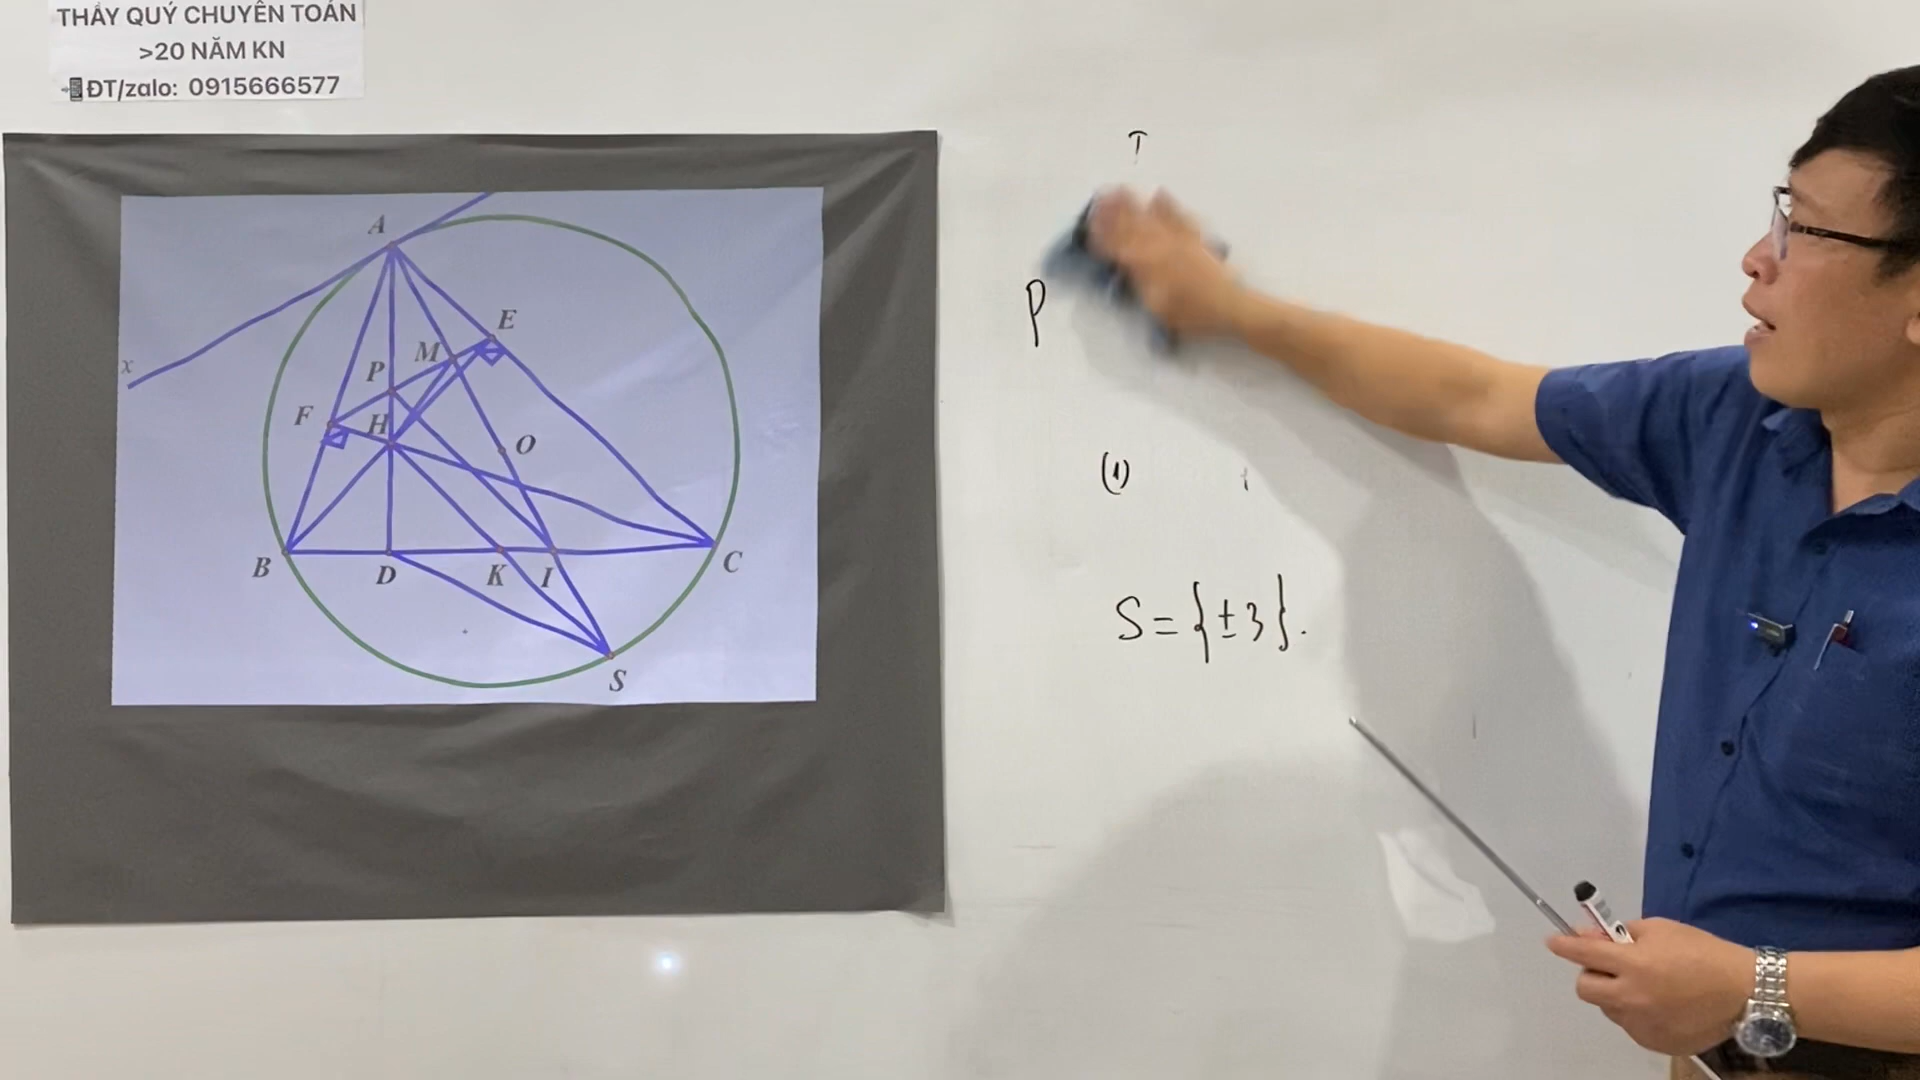 THẦY QUÝ CHUYÊN TOÁN
>20 NĂM KN
📲ĐT/zalo: 0915666577
A
x
E
M
P
F
H
O
B
D
K
I
C
S
T
P
(1)
S = {±3}.